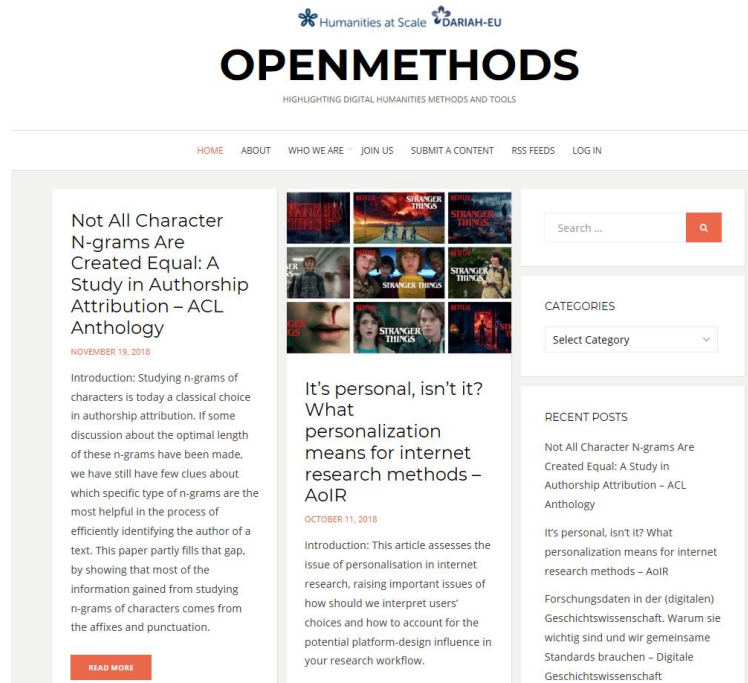 Humanities at Scale DARIAH-EU
OPENMETHODS
HIGHLIGHTING DIGITAL HUMANITIES METHODS AND TOOLS
HOME ABOUT WHO WE ARE JOIN US SUBMIT A CONTENT RSS FEEDS LOG IN
Not All Character
N-grams Are
Created Equal: A
Study in Authorship
Attribution – ACL
Anthology
NOVEMBER 19, 2018
Introduction: Studying n-grams of
characters is today a classical choice
in authorship attribution. If some
discussion about the optimal length
of these n-grams have been made,
we have still have few clues about
which specific type of n-grams are the
most helpful in the process of
efficiently identifying the author of a
text. This paper partly fills that gap,
by showing that most of the
information gained from studying
n-grams of characters comes from
the affixes and punctuation.
READ MORE
NETFLIX
STRANGER
THINGS
NETFLIX
STRANGER THINGS
STRANGER THINGS
STRANGER
THINGS
NETFLIX
It's personal, isn't it?
What
personalization
means for internet
research methods –
AoIR
OCTOBER 11, 2018
Introduction: This article assesses the
issue of personalisation in internet
research, raising important issues of
how should we interpret users'
choices and how to account for the
potential platform-design influence in
your research workflow.
Search ...
CATEGORIES
Select Category
RECENT POSTS
Not All Character N-grams Are
Created Equal: A Study in
Authorship Attribution – ACL
Anthology
It's personal, isn't it? What
personalization means for internet
research methods – AoIR
Forschungsdaten in der (digitalen)
Geschichtswissenschaft. Warum sie
wichtig sind und wir gemeinsame
Standards brauchen – Digitale
Geschichtswissenschaft